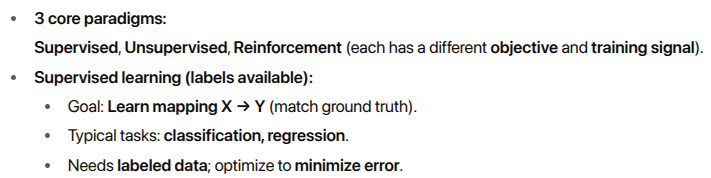 3 core paradigms:
Supervised, Unsupervised, Reinforcement (each has a different objective and training signal).
Supervised learning (labels available):
Goal: Learn mapping X → Y (match ground truth).
Typical tasks: classification, regression.
Needs labeled data; optimize to minimize error.